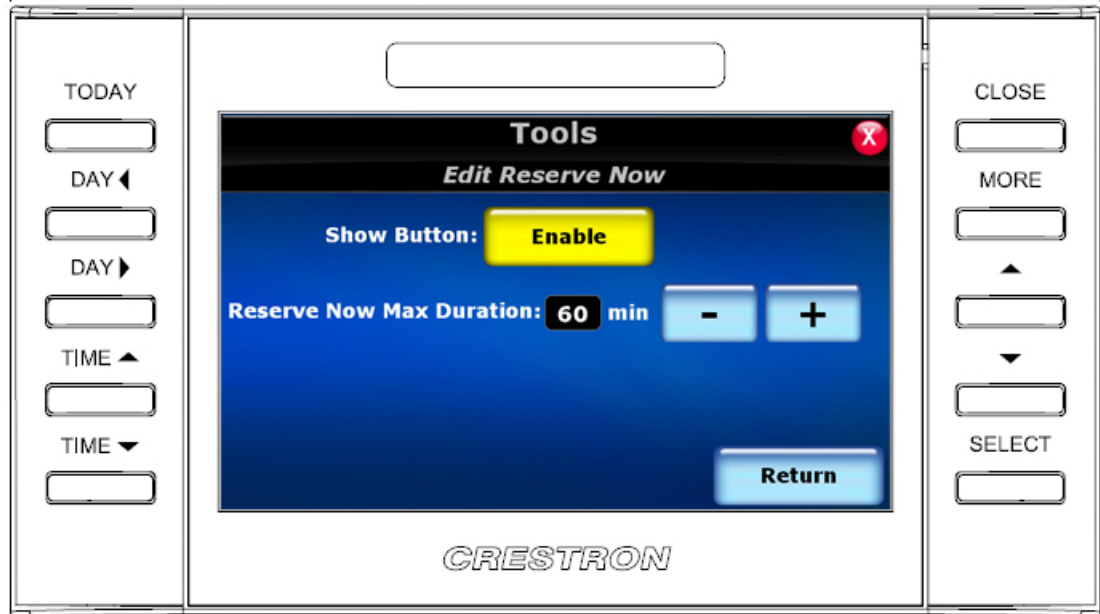 TODAY
DAY◀
DAY▶
TIME ▲
TIME ▼
Tools
X
Edit Reserve Now
Show Button: Enable
Reserve Now Max Duration: 60 min - +
Return
CRESTRON
CLOSE
MORE
▲
▼
SELECT